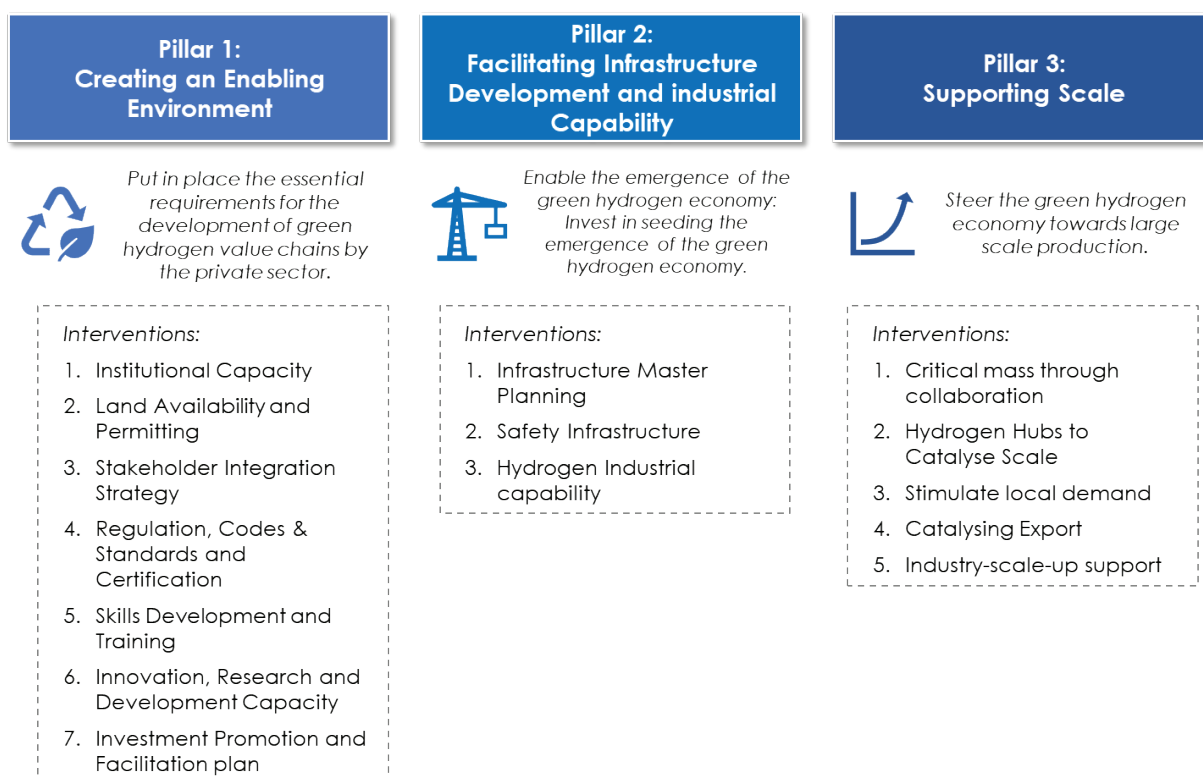 Pillar 1:
Creating an Enabling
Environment
Put in place the essential
requirements for the
development of green
hydrogen value chains by
the private sector.
Interventions:
1. Institutional Capacity
2. Land Availability and
Permitting
3. Stakeholder Integration
Strategy
4. Regulation, Codes &
Standards and
Certification
5. Skills Development and
Training
6. Innovation, Research and
Development Capacity
7. Investment Promotion and
Facilitation plan
Pillar 2:
Facilitating Infrastructure
Development and industrial
Capability
Enable the emergence of the
green hydrogen economy:
Invest in seeding the
emergence of the green
hydrogen economy.
Interventions:
1. Infrastructure Master
Planning
2. Safety Infrastructure
3. Hydrogen Industrial
capability
Pillar 3:
Supporting Scale
Steer the green hydrogen
economy towards large
scale production.
Interventions:
1. Critical mass through
collaboration
2. Hydrogen Hubs to
Catalyse Scale
3. Stimulate local demand
4. Catalysing Export
5. Industry-scale-up support